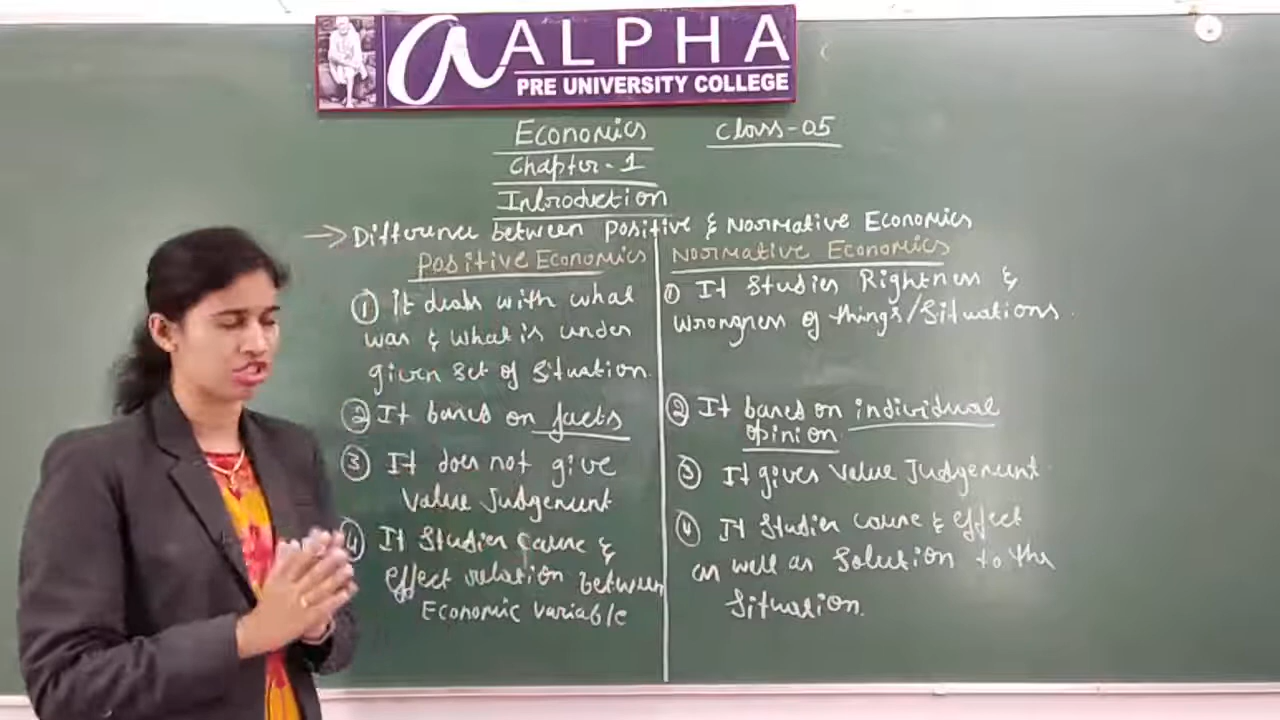 a ALPHA
PRE UNIVERSITY COLLEGE
Economics Class-05
Chapter-1
Introduction
→ Difference between Positive & Normative Economics
Positive Economics
① It deals with what
was & what is under
given set of Situation.
② It bases on facts
③ It does not give
Value Judgement
④ It Studies Cause &
effect relation between
Economic variable
Normative Economics
① It Studies Rightness &
wrongness of things/Situations.
② It bases on individual
opinion
③ It gives value Judgement
④ It Studies cause & effect
as well as Solution to the
Situation.